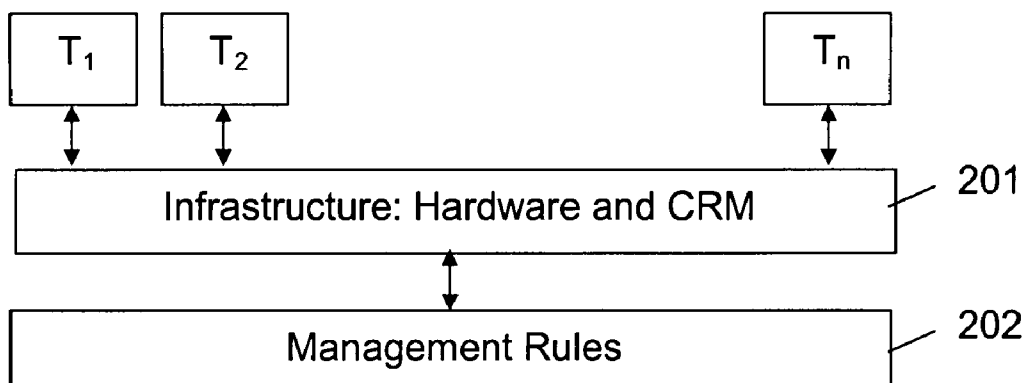 T1 T2 Tn
Infrastructure: Hardware and CRM 201
Management Rules 202